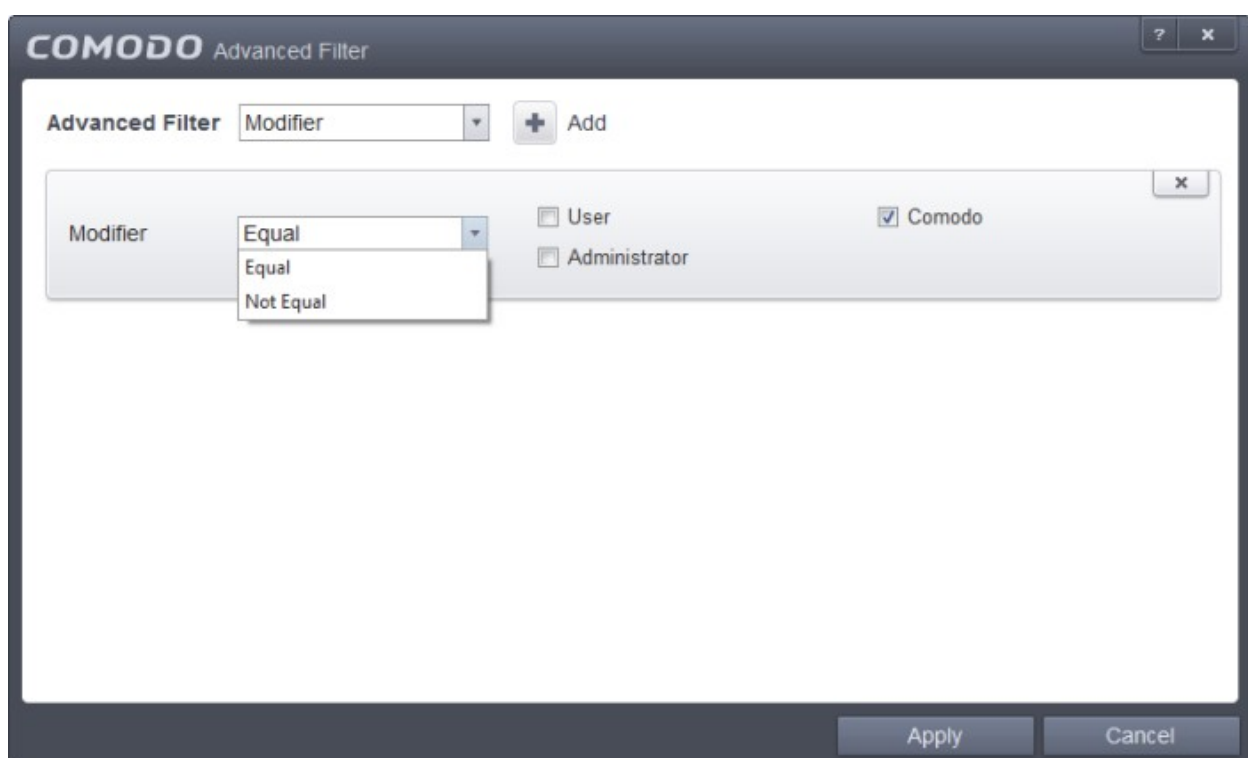 COMODO Advanced Filter ? x
Advanced Filter Modifier + Add
x
User Comodo
Modifier Equal
Administrator
Equal
Not Equal
Apply Cancel